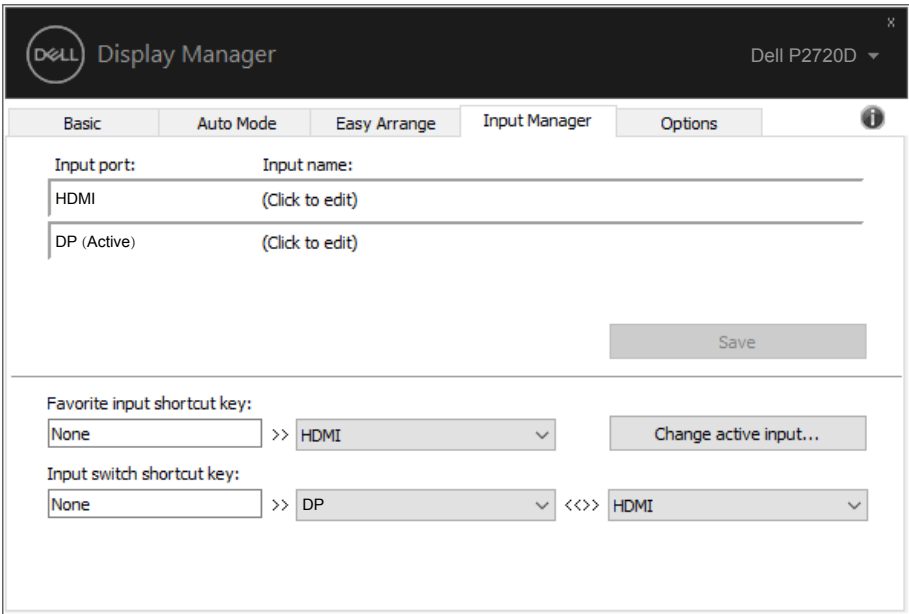 x
DELL Display Manager Dell P2720D
Basic Auto Mode Easy Arrange Input Manager Options i
Input port: Input name:
HDMI (Click to edit)
DP (Active) (Click to edit)
Save
Favorite input shortcut key:
None >> HDMI Change active input...
Input switch shortcut key:
None >> DP <<>> HDMI